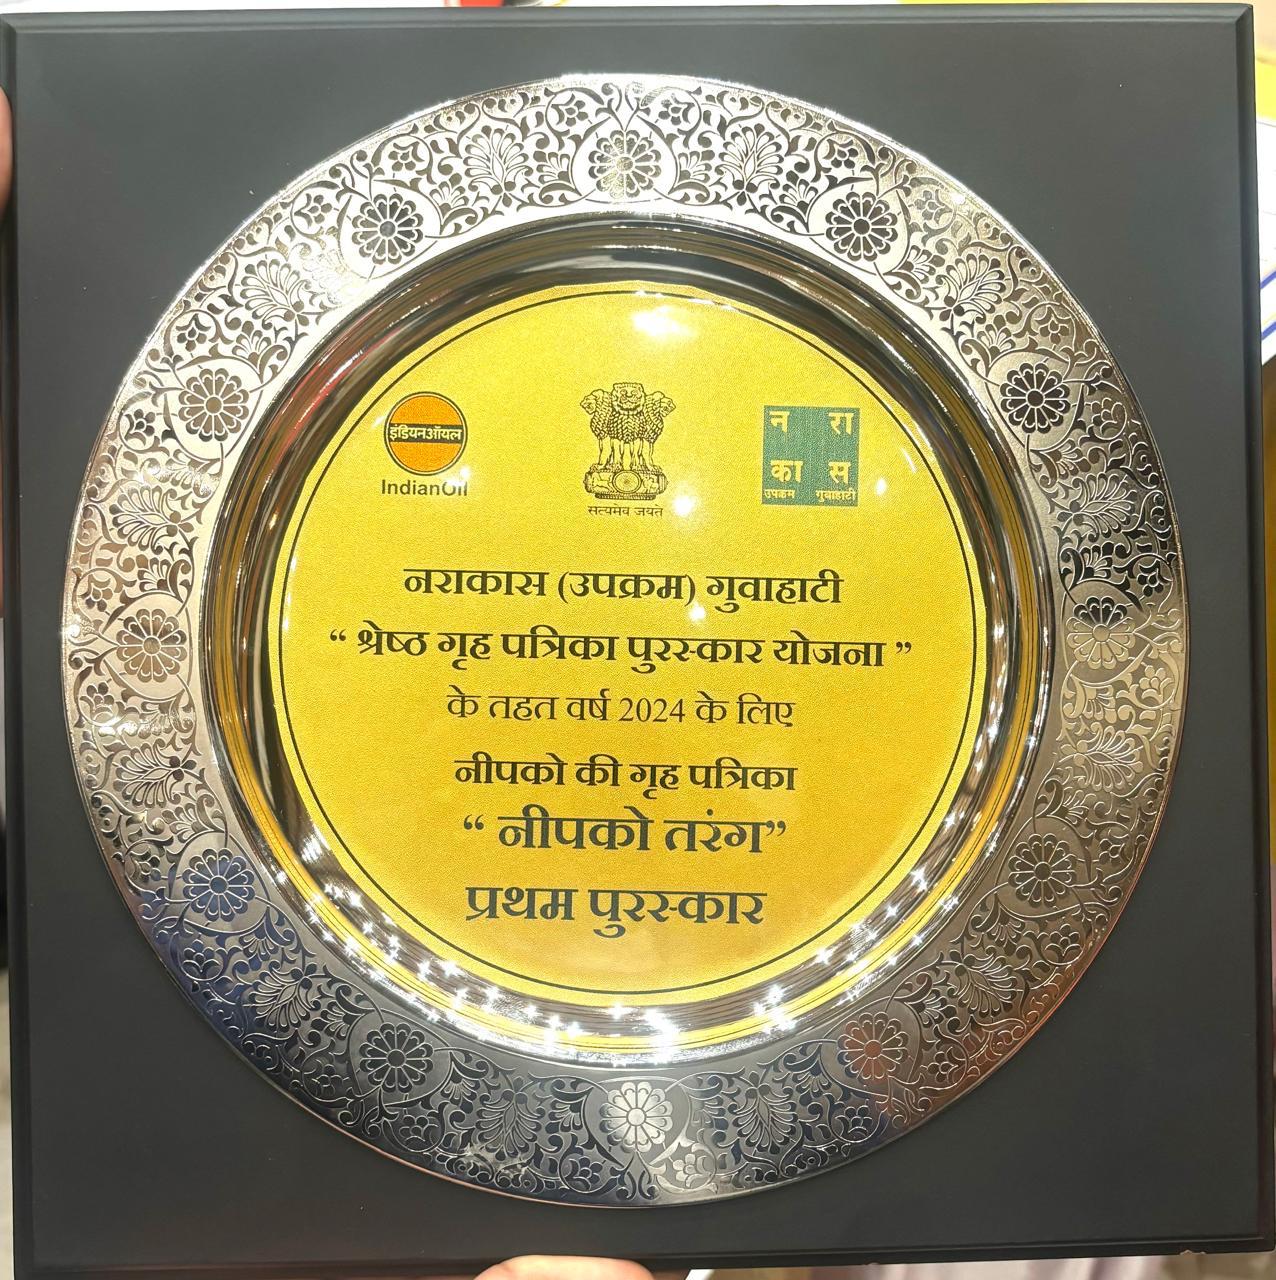 इंडियनऑयल
IndianOil
सत्यमेव जयते
न रा
का स
उपक्रम गुवाहाटी
नराकास (उपक्रम) गुवाहाटी
“ श्रेष्ठ गृह पत्रिका पुरस्कार योजना ”
के तहत वर्ष 2024 के लिए
नीपको की गृह पत्रिका
“ नीपको तरंग”
प्रथम पुरस्कार